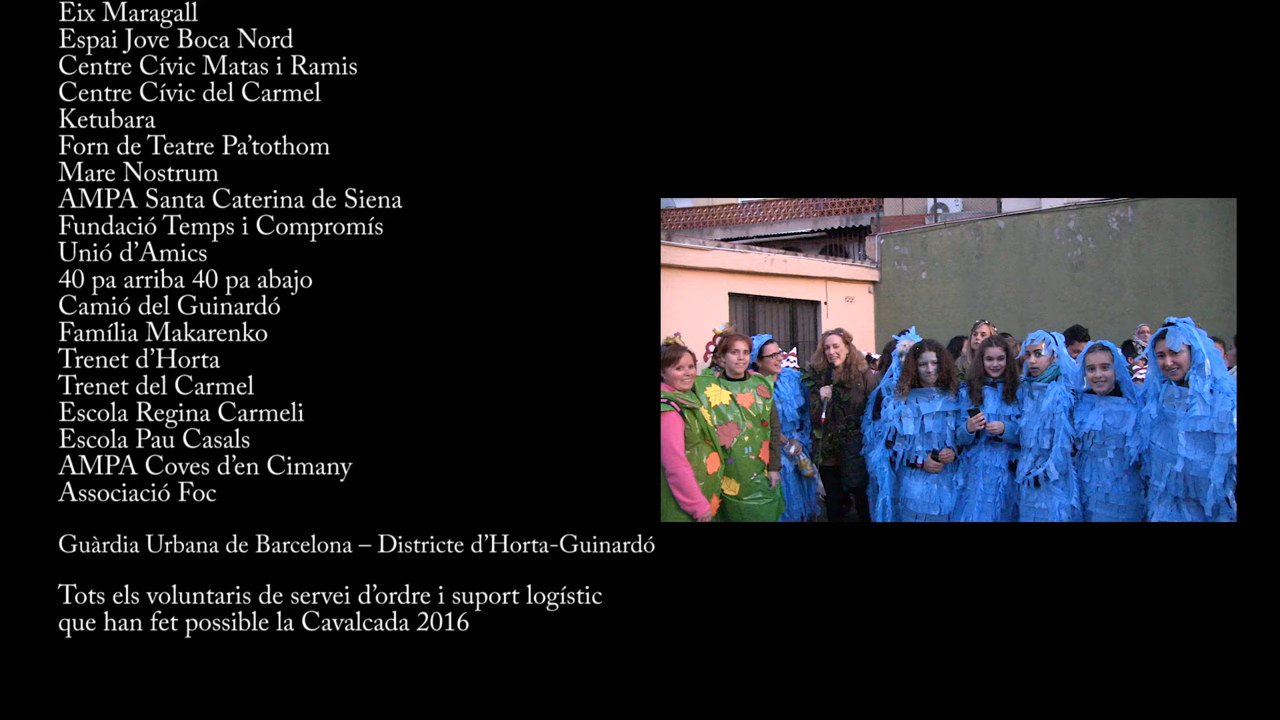 Eix Maragall
Espai Jove Boca Nord
Centre Cívic Matas i Ramis
Centre Cívic del Carmel
Ketubara
Forn de Teatre Pa’tothom
Mare Nostrum
AMPA Santa Caterina de Siena
Fundació Temps i Compromís
Unió d’Amics
40 pa arriba 40 pa abajo
Camió del Guinardó
Família Makarenko
Trenet d’Horta
Trenet del Carmel
Escola Regina Carmeli
Escola Pau Casals
AMPA Coves d’en Cimany
Associació Foc
Guàrdia Urbana de Barcelona – Districte d’Horta-Guinardó
Tots els voluntaris de servei d’ordre i suport logístic
que han fet possible la Cavalcada 2016